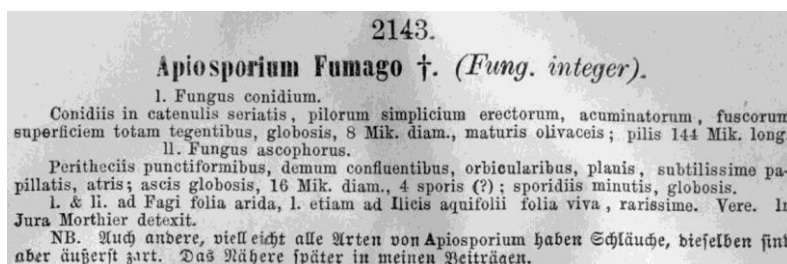 2143.
Apiosporium Fumago †. (Fung. integer).
I. Fungus conidium.
Conidiis in catenulis seriatis, pilorum simplicium erectorum, acuminatorum, fuscorum
superficiem totam tegentibus, globosis, 8 Mik. diam., maturis olivaceis; pilis 144 Mik. long.
II. Fungus ascophorus.
Peritheciis punctiformibus, demum confluentibus, orbicularibus, planis, subtilissime pa-
pillatis, atris; ascis globosis, 16 Mik. diam., 4 sporis (?); sporidiis minutis, globosis.
I. & Ii. ad Fagi folia arida, I. etiam ad Ilicis aquifolii folia viva, rarissime. Vere. In
Jura Morthier detexit.
NB. Auch andere, vielleicht alle Arten von Apiosporium haben Schläuche, dieselben sind
aber äußerst zart. Das Nähere später in meinen Beiträgen.